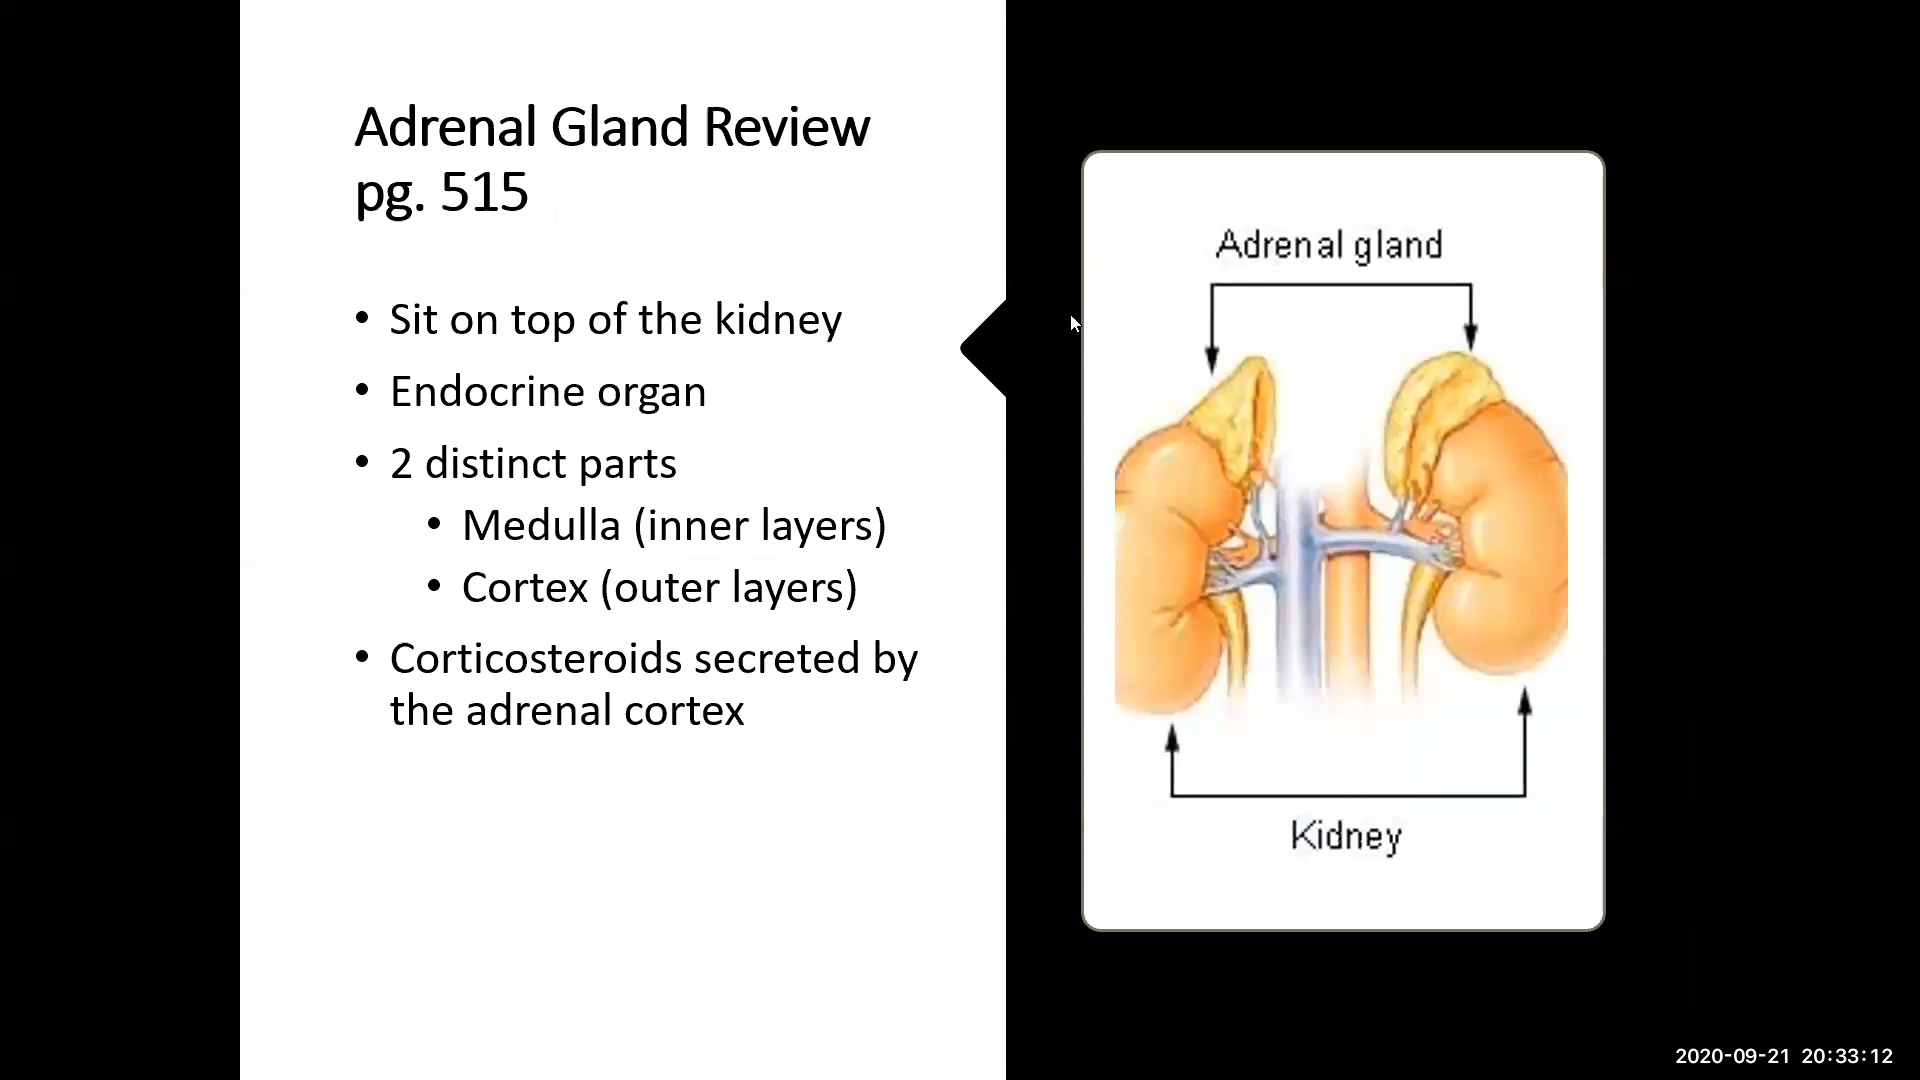 Adrenal Gland Review
pg. 515
• Sit on top of the kidney
• Endocrine organ
• 2 distinct parts
• Medulla (inner layers)
• Cortex (outer layers)
• Corticosteroids secreted by
the adrenal cortex
Adrenal gland
Kidney
2020-09-21 20:33:12